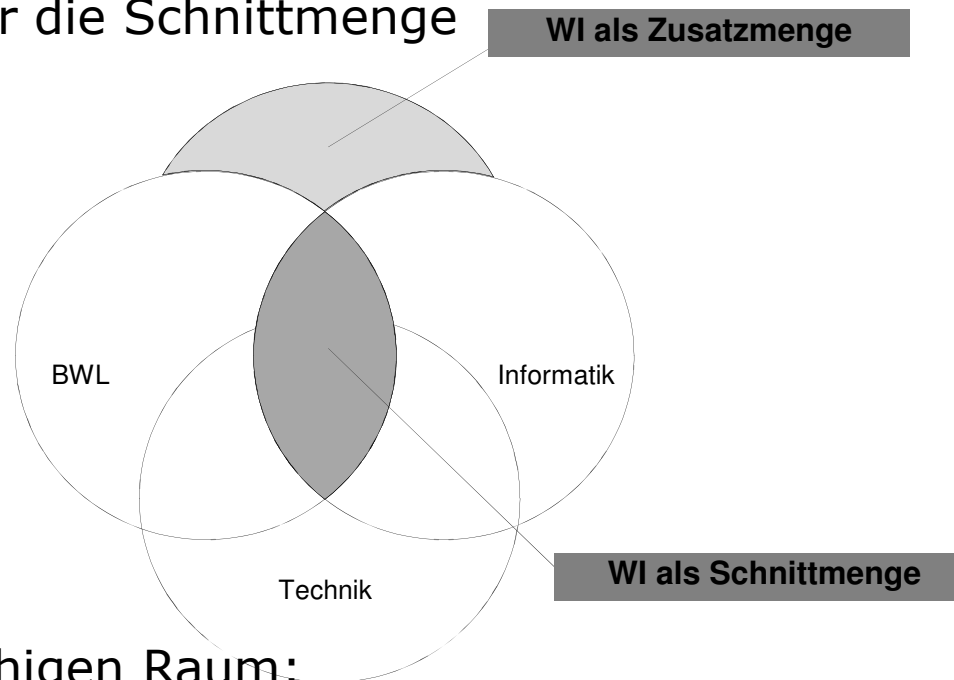 r die Schnittmenge
WI als Zusatzmenge
BWL
Informatik
WI als Schnittmenge
Technik
higen Raum: